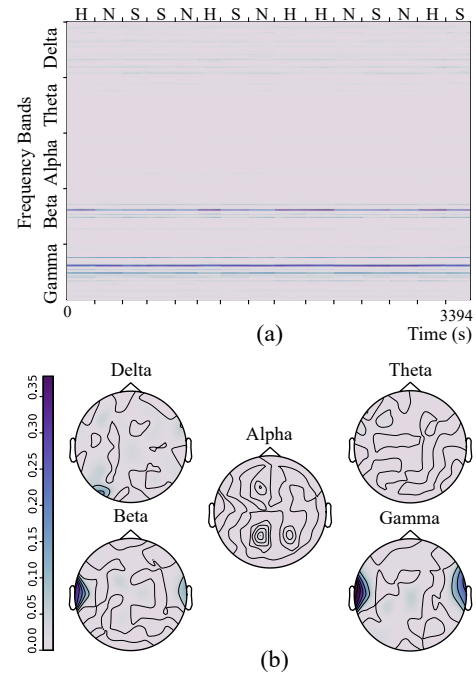 H N S S N H S N H H N S N H S
Frequency Bands
Delta
Theta
Alpha
Beta
Gamma
0
3394
Time (s)
(a)
Delta
Theta
Alpha
Beta
Gamma
0.35
0.30
0.25
0.20
0.15
0.10
0.05
0.00
(b)